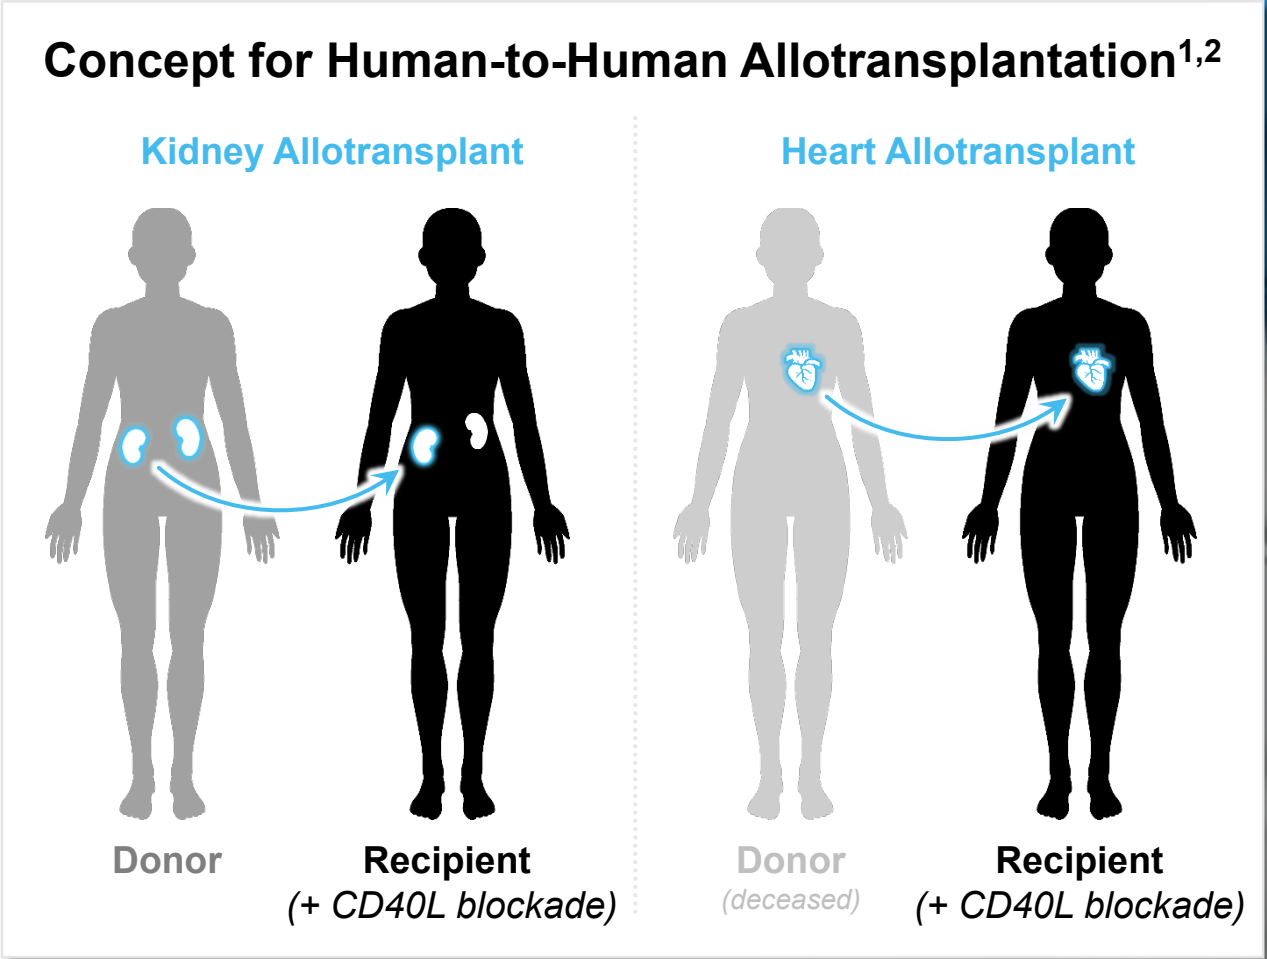 Concept for Human-to-Human Allotransplantation1,2
Kidney Allotransplant
Heart Allotransplant
Donor
Recipient
(+ CD40L blockade)
Donor
(deceased)
Recipient
(+ CD40L blockade)